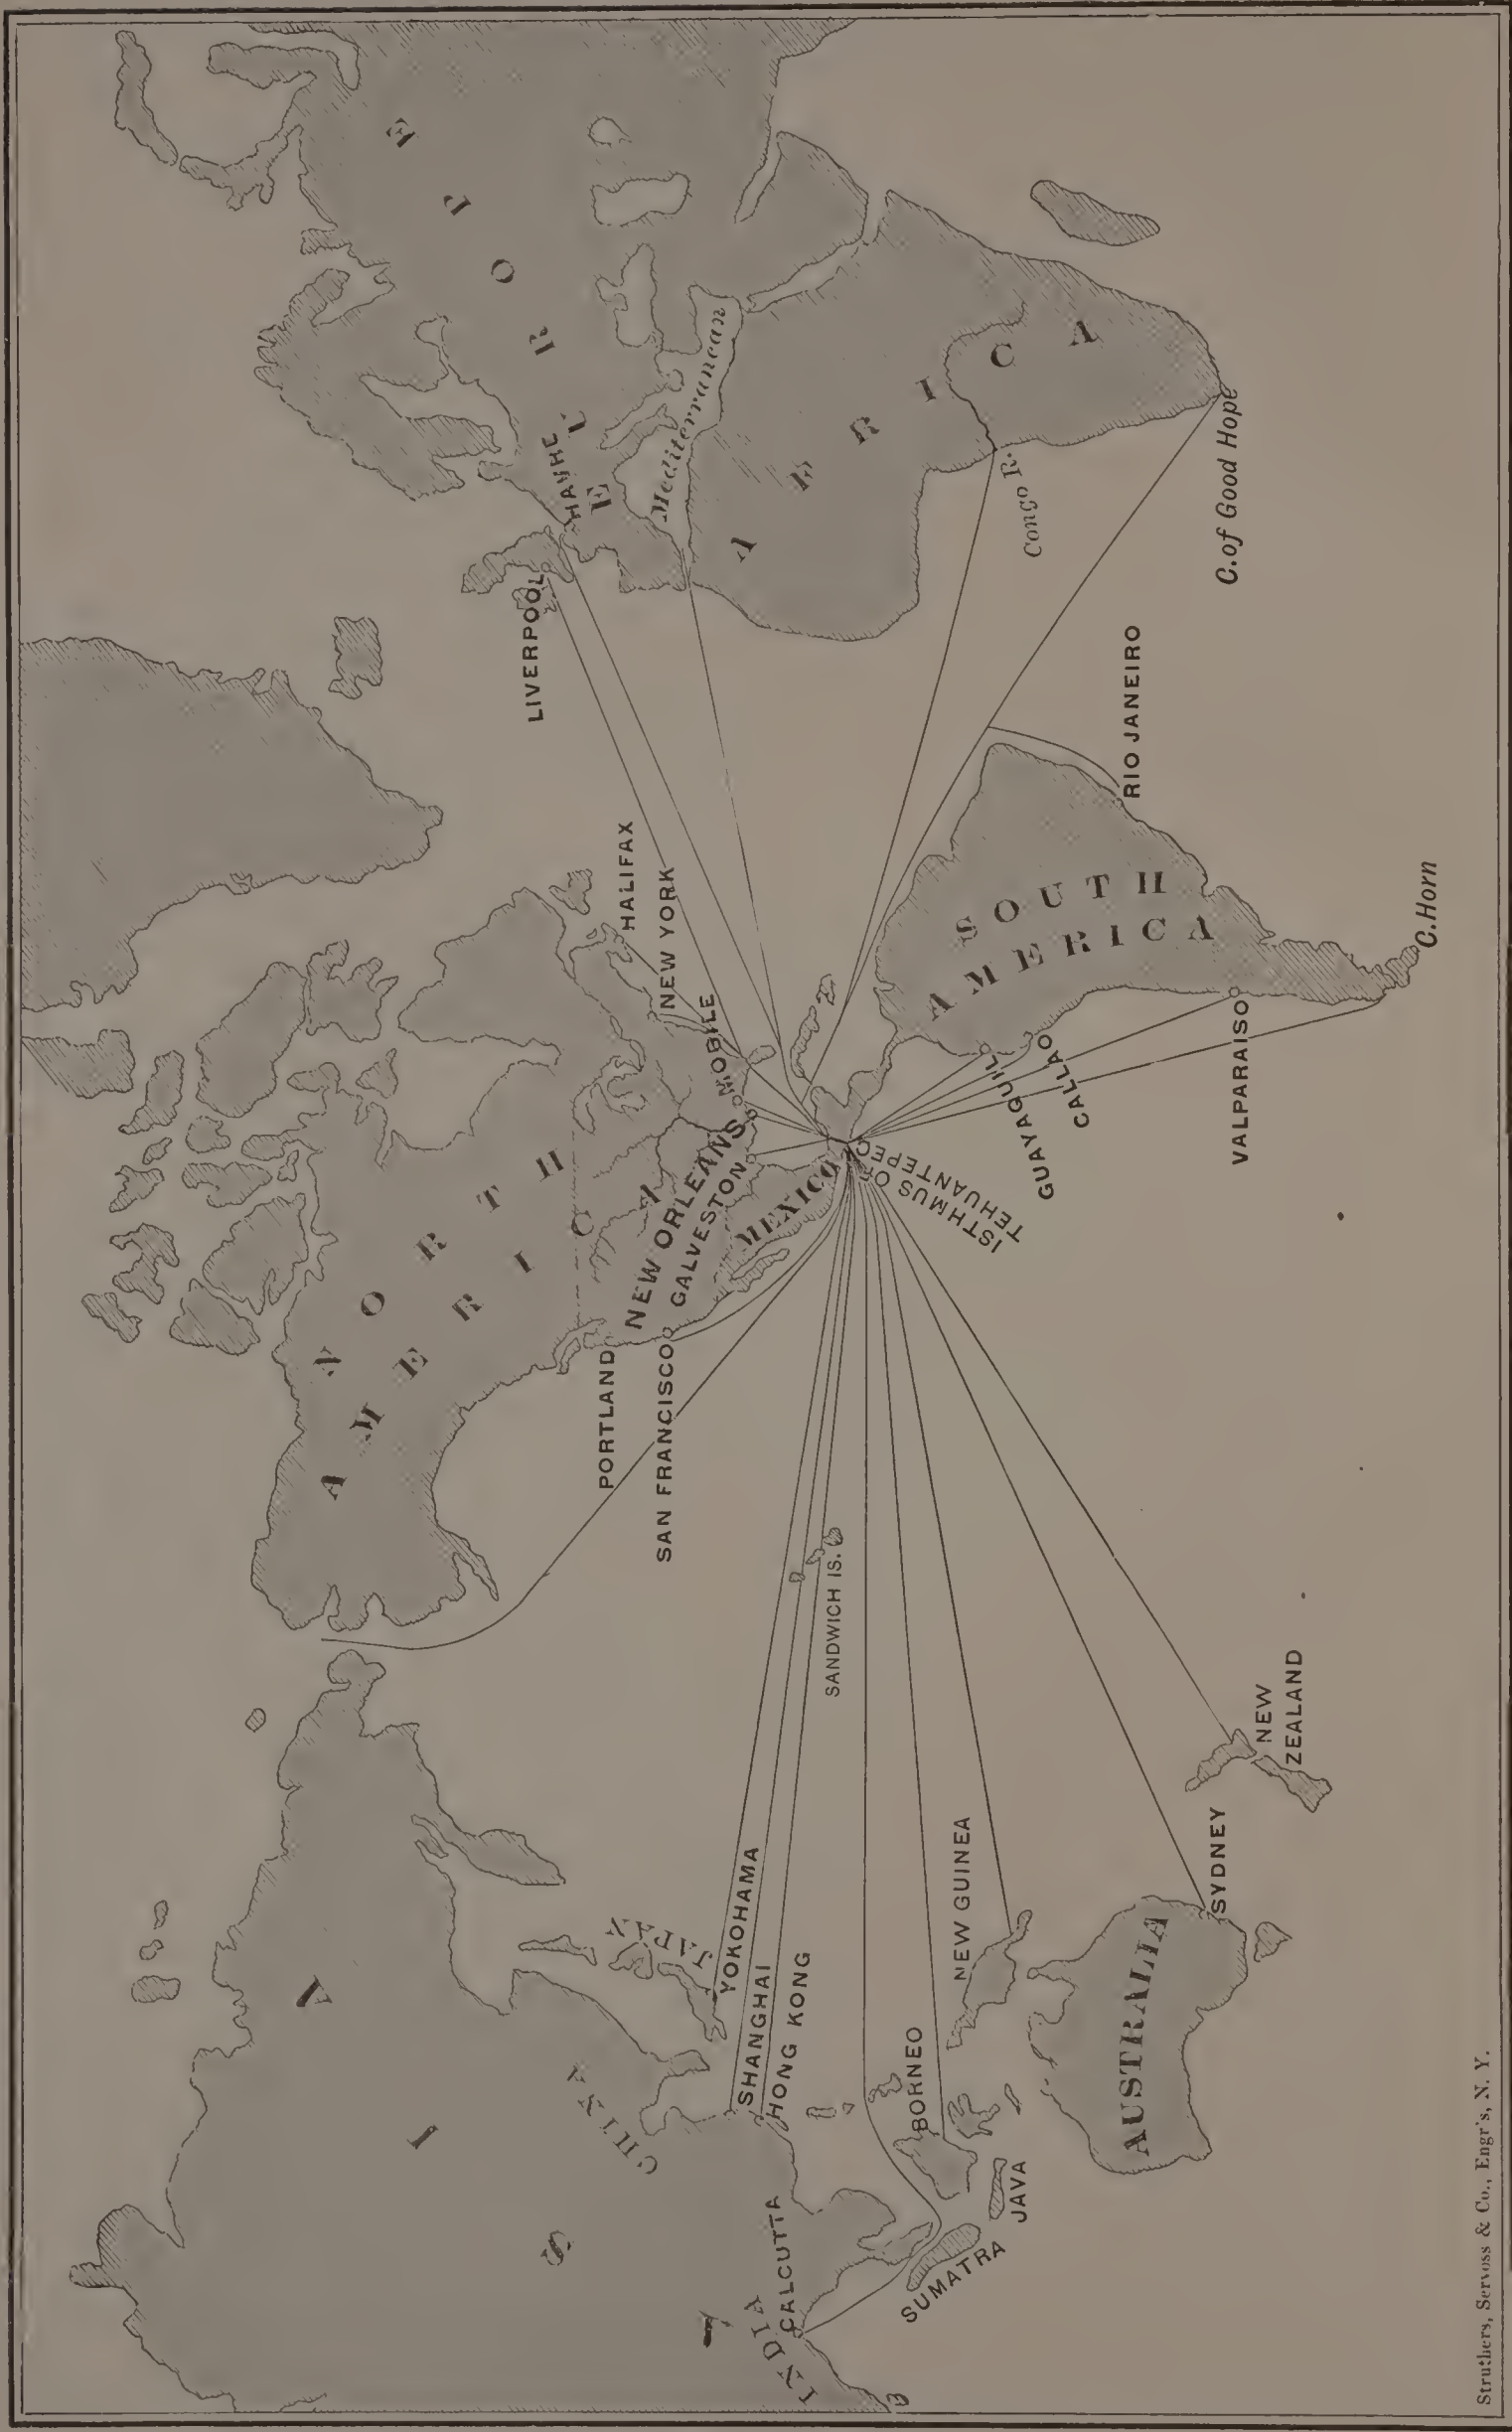 NORTH
AMERICA
EUROPE
ASIA
AFRICA
SOUTH
AMERICA
AUSTRALIA
MEXICO
CHINA
JAPAN
INDIA
CALCUTTA
SUMATRA
JAVA
BORNEO
NEW GUINEA
HONG KONG
SHANGHAI
YOKOHAMA
SANDWICH IS.
SYDNEY
NEW
ZEALAND
PORTLAND
SAN FRANCISCO
NEW ORLEANS
GALVESTON
MOBILE
NEW YORK
HALIFAX
ISTHMUS OF
TEHUANTEPEC
GUAYAQUIL
CALLAO
VALPARAISO
C. Horn
RIO JANEIRO
LIVERPOOL
HAVRE
Mediterranean
Congo R.
C. of Good Hope
Struthers, Servoss & Co., Engr's, N. Y.